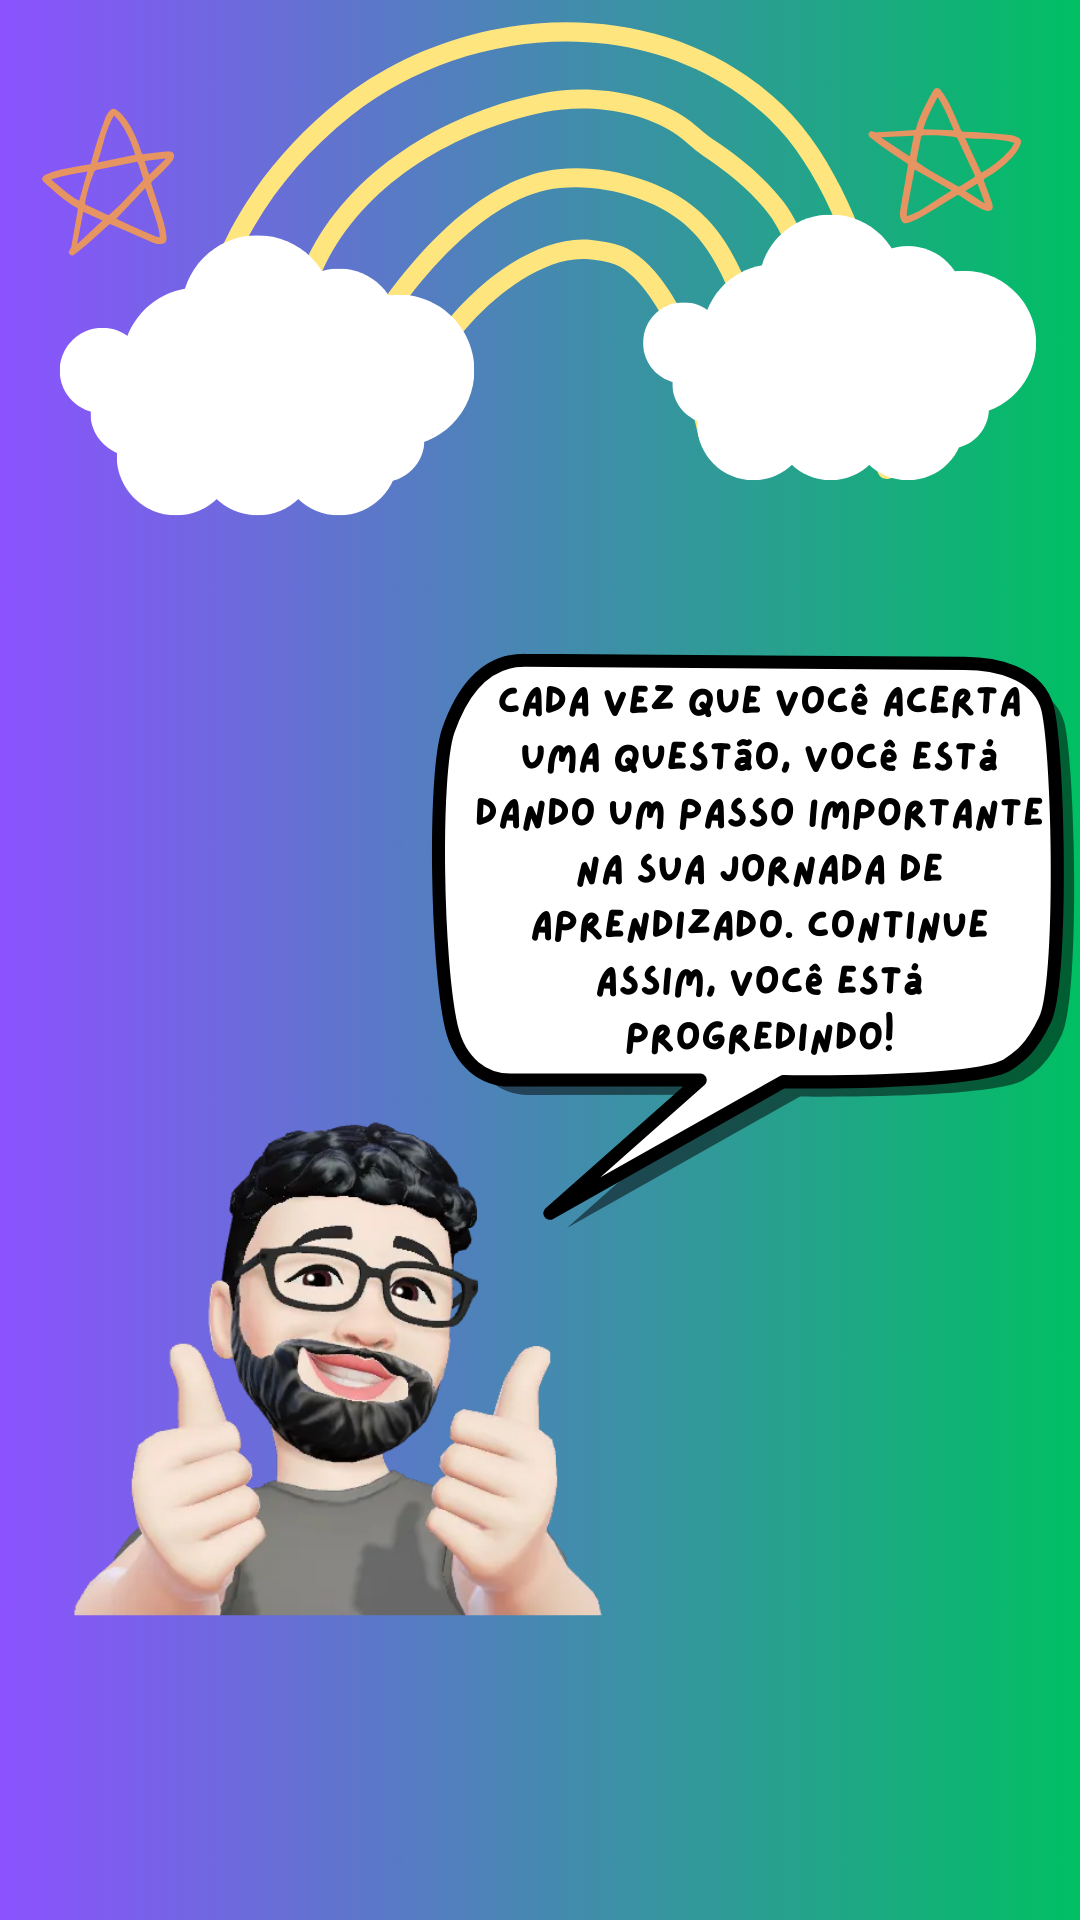 CADA VEZ QUE VOCÊ ACERTA
UMA QUESTÃO, VOCÊ ESTÁ
DANDO UM PASSO IMPORTANTE
NA SUA JORNADA DE
APRENDIZADO. CONTINUE
ASSIM, VOCÊ ESTÁ
PROGREDINDO!